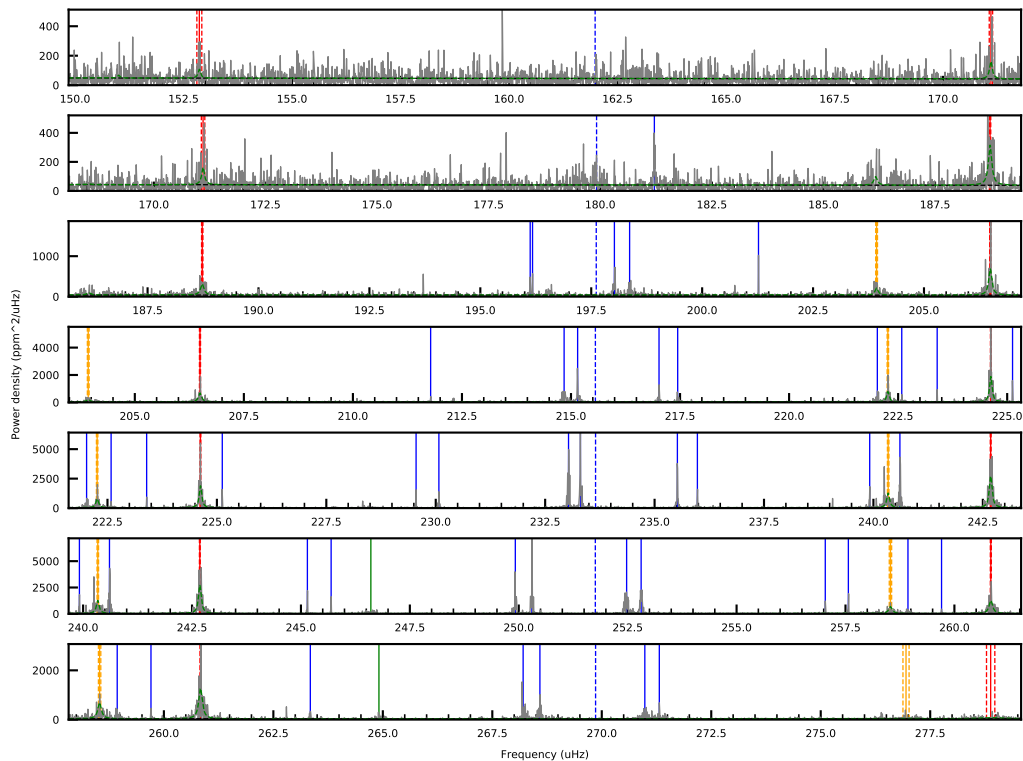 400
200
0
150.0 152.5 155.0 157.5 160.0 162.5 165.0 167.5 170.0
400
200
0
170.0 172.5 175.0 177.5 180.0 182.5 185.0 187.5
1000
0
187.5 190.0 192.5 195.0 197.5 200.0 202.5 205.0
Power density (ppm^2/uHz)
4000
2000
0
205.0 207.5 210.0 212.5 215.0 217.5 220.0 222.5 225.0
5000
2500
0
222.5 225.0 227.5 230.0 232.5 235.0 237.5 240.0 242.5
5000
2500
0
240.0 242.5 245.0 247.5 250.0 252.5 255.0 257.5 260.0
2000
0
260.0 262.5 265.0 267.5 270.0 272.5 275.0 277.5
Frequency (uHz)